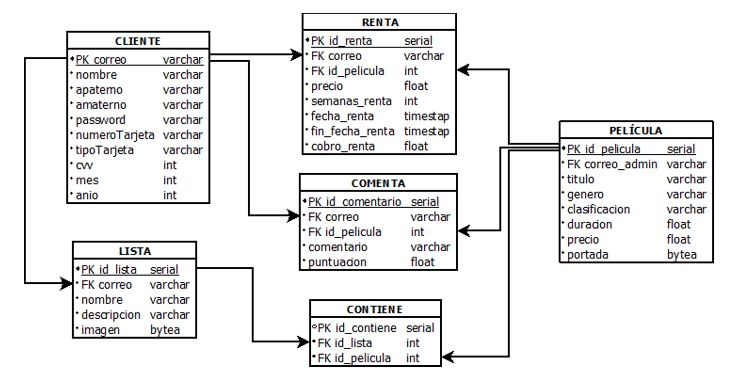 CLIENTE
PK correo varchar
nombre varchar
apaterno varchar
amaterno varchar
password varchar
numeroTarjeta varchar
tipoTarjeta varchar
cvv int
mes int
anio int
RENTA
PK id_renta serial
FK correo varchar
FK id_pelicula int
precio float
semanas_renta int
fecha_renta timestap
fin_fecha_renta timestap
cobro_renta float
PELÍCULA
PK id_pelicula serial
FK correo_admin varchar
titulo varchar
genero varchar
clasificacion varchar
duracion float
precio float
portada bytea
COMENTA
PK id_comentario serial
FK correo varchar
FK id_pelicula int
comentario varchar
puntuacion float
LISTA
PK id_lista serial
FK correo varchar
nombre varchar
descripcion varchar
imagen bytea
CONTIENE
PK id_contiene serial
FK id_lista int
FK id_pelicula int